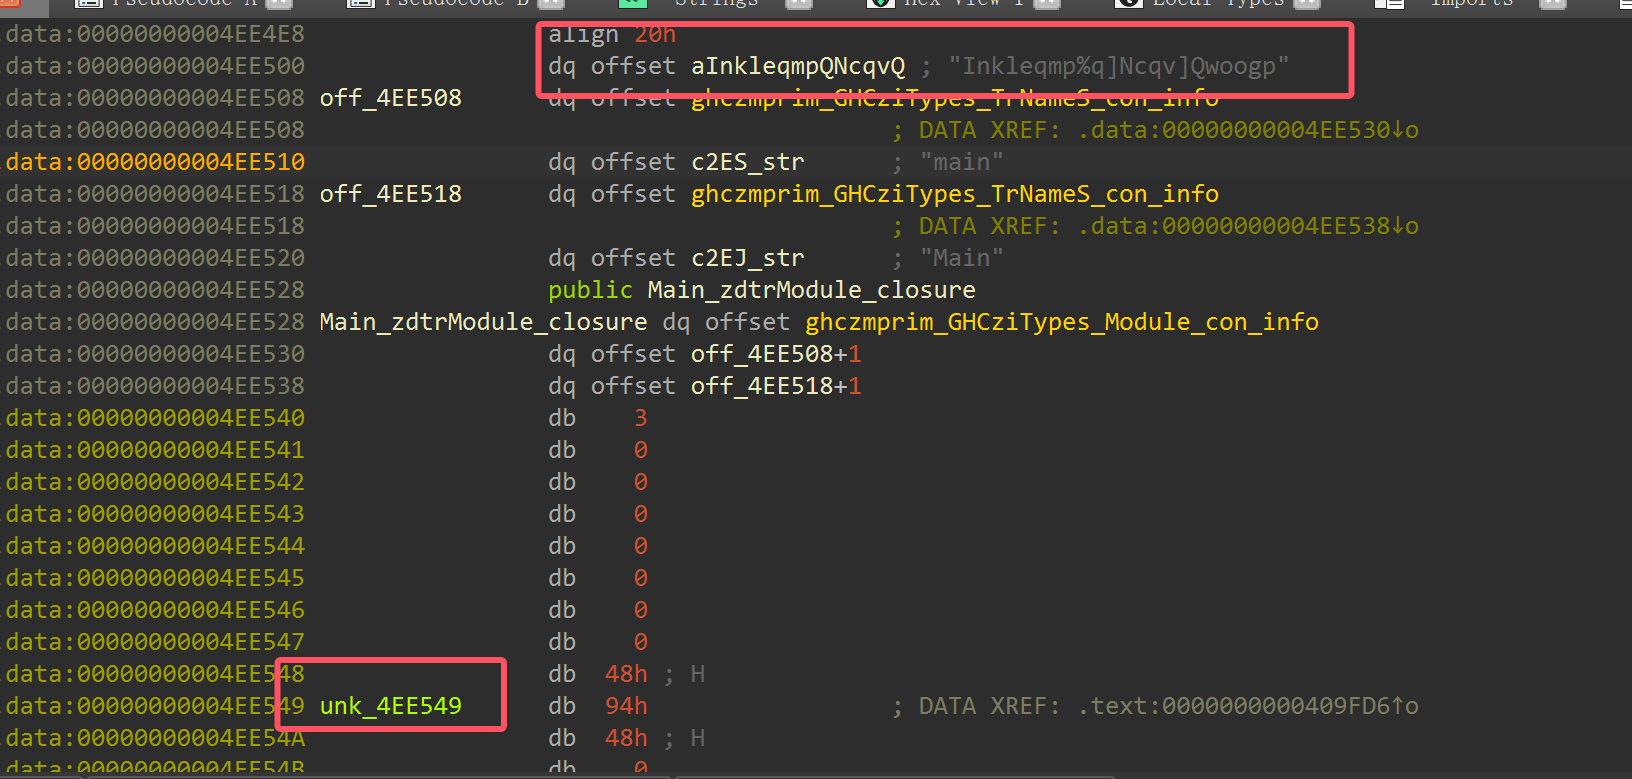 Pseudocode A Pseudocode B Strings Hex View 1 Local Types Imports
.data:00000000004EE4E8 align 20h
.data:00000000004EE500 dq offset aInkleqmpQNcqvQ ; "Inkleqmp%q]Ncqv]Qwoogp"
.data:00000000004EE508 off_4EE508 dq offset ghczmprim_GHCziTypes_TrNameS_con_info
.data:00000000004EE508 ; DATA XREF: .data:00000000004EE530↓o
.data:00000000004EE510 dq offset c2ES_str ; "main"
.data:00000000004EE518 off_4EE518 dq offset ghczmprim_GHCziTypes_TrNameS_con_info
.data:00000000004EE518 ; DATA XREF: .data:00000000004EE538↓o
.data:00000000004EE520 dq offset c2EJ_str ; "Main"
.data:00000000004EE528 public Main_zdtrModule_closure
.data:00000000004EE528 Main_zdtrModule_closure dq offset ghczmprim_GHCziTypes_Module_con_info
.data:00000000004EE530 dq offset off_4EE508+1
.data:00000000004EE538 dq offset off_4EE518+1
.data:00000000004EE540 db 3
.data:00000000004EE541 db 0
.data:00000000004EE542 db 0
.data:00000000004EE543 db 0
.data:00000000004EE544 db 0
.data:00000000004EE545 db 0
.data:00000000004EE546 db 0
.data:00000000004EE547 db 0
.data:00000000004EE548 db 48h ; H
.data:00000000004EE549 unk_4EE549 db 94h ; DATA XREF: .text:0000000000409FD6↑o
.data:00000000004EE54A db 48h ; H
.data:00000000004EE54B db 0